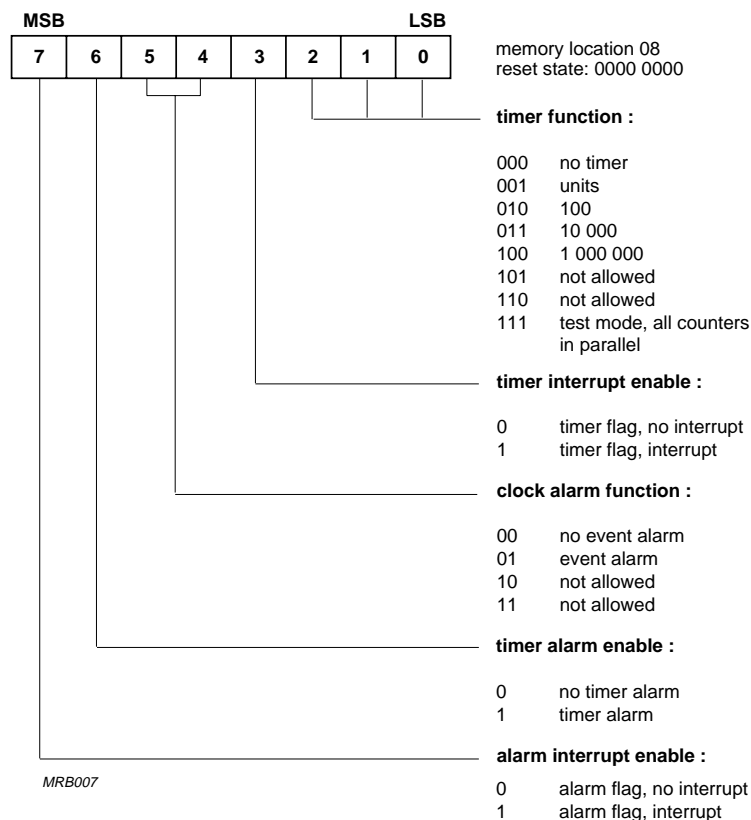 MSB LSB
7 6 5 4 3 2 1 0
memory location 08
reset state: 0000 0000
timer function :
000 no timer
001 units
010 100
011 10 000
100 1 000 000
101 not allowed
110 not allowed
111 test mode, all counters
in parallel
timer interrupt enable :
0 timer flag, no interrupt
1 timer flag, interrupt
clock alarm function :
00 no event alarm
01 event alarm
10 not allowed
11 not allowed
timer alarm enable :
0 no timer alarm
1 timer alarm
alarm interrupt enable :
0 alarm flag, no interrupt
1 alarm flag, interrupt
MRB007